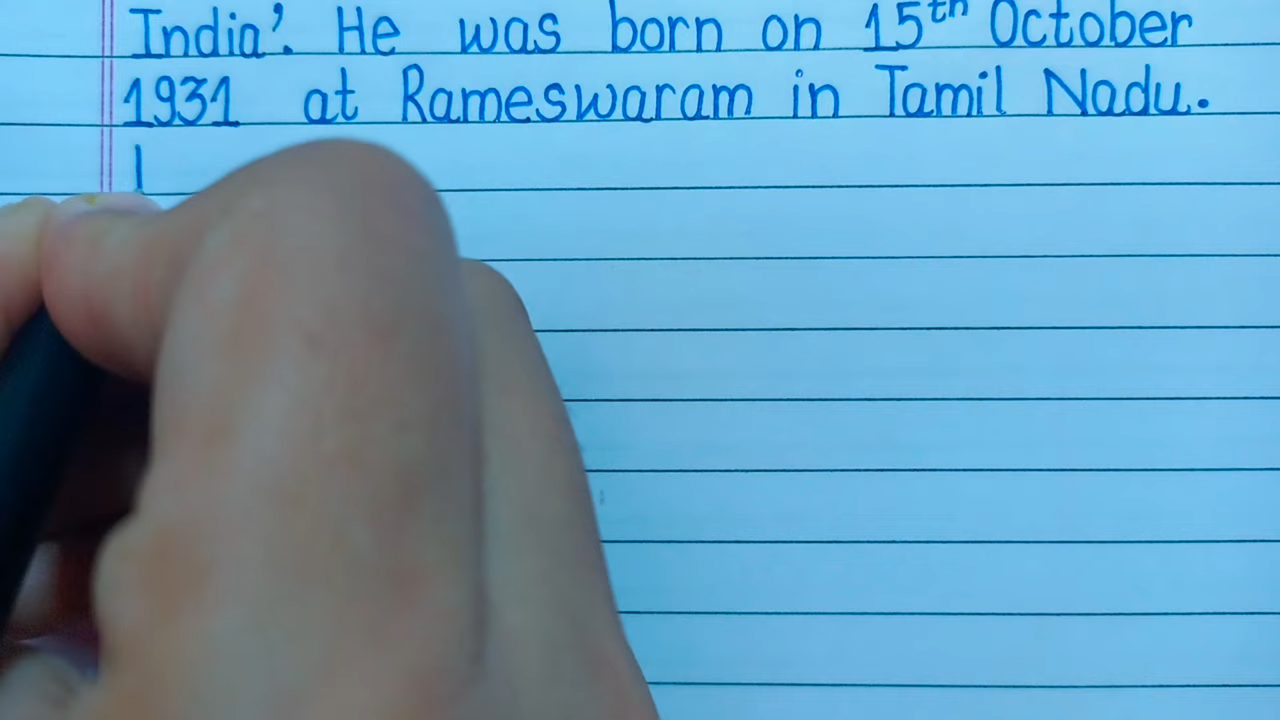 India'. He was born on 15th October
1931 at Rameswaram in Tamil Nadu.